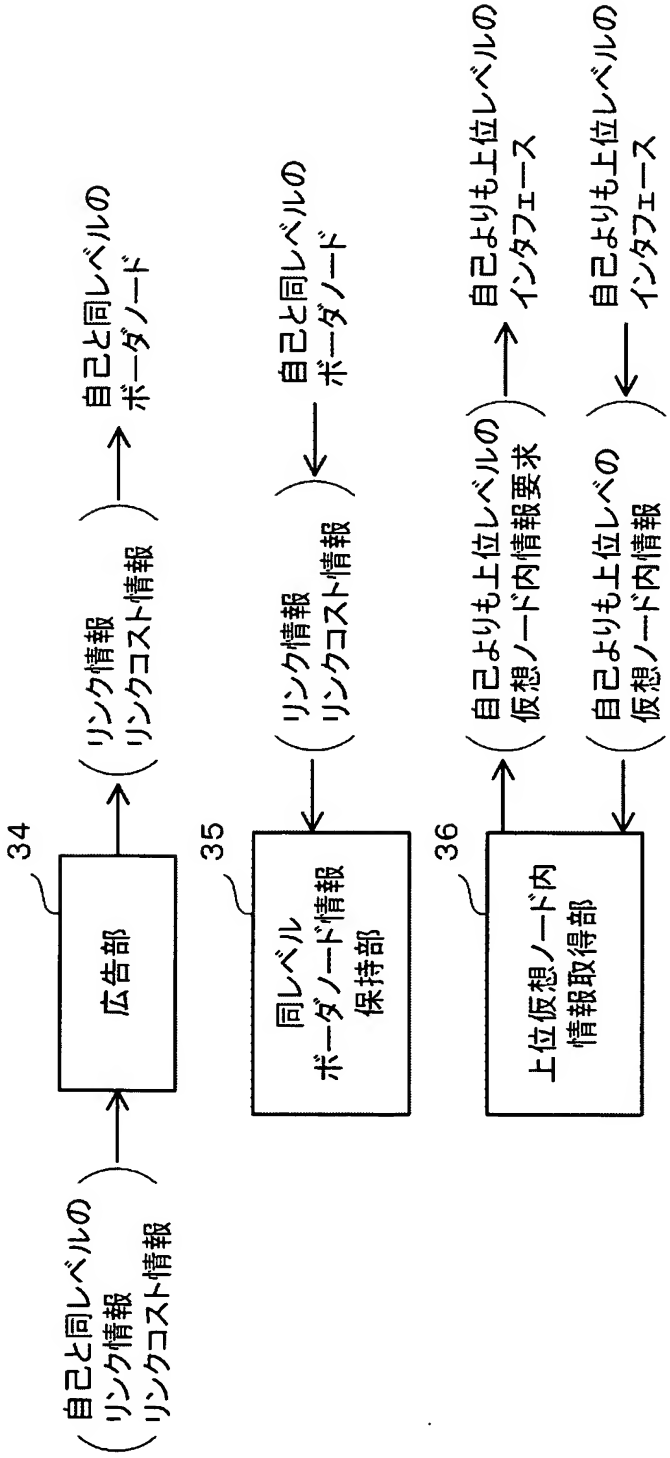 34
自己と同レベルの
リンク情報
リンクコスト情報
広告部
リンク情報
リンクコスト情報
自己と同レベルの
ボーダノード
35
同レベル
ボーダノード情報
保持部
リンク情報
リンクコスト情報
自己と同レベルの
ボーダノード
36
上位仮想ノード内
情報取得部
自己よりも上位レベルの
仮想ノード内情報要求
自己よりも上位レベルの
インタフェース
自己よりも上位レベの
仮想ノード内情報
自己よりも上位レベルの
インタフェース